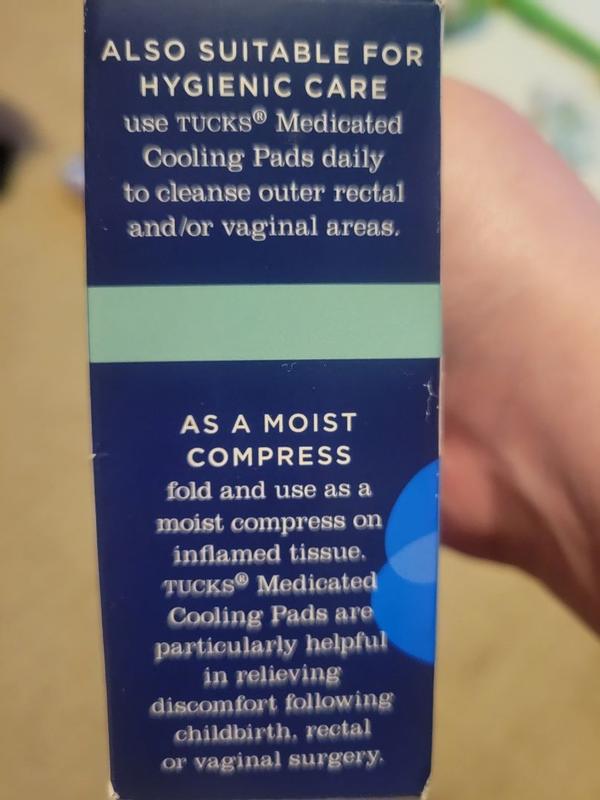 ALSO SUITABLE FOR
HYGIENIC CARE
use TUCKS® Medicated
Cooling Pads daily
to cleanse outer rectal
and/or vaginal areas.
AS A MOIST
COMPRESS
fold and use as a
moist compress on
inflamed tissue.
TUCKS® Medicated
Cooling Pads are
particularly helpful
in relieving
discomfort following
childbirth, rectal
or vaginal surgery.